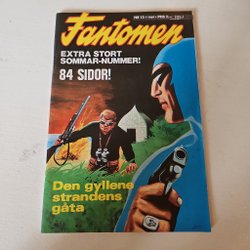 Fantomen
EXTRA STORT
SOMMAR-NUMMER!
84 SIDOR!
Den gyllene
strandens
gåta